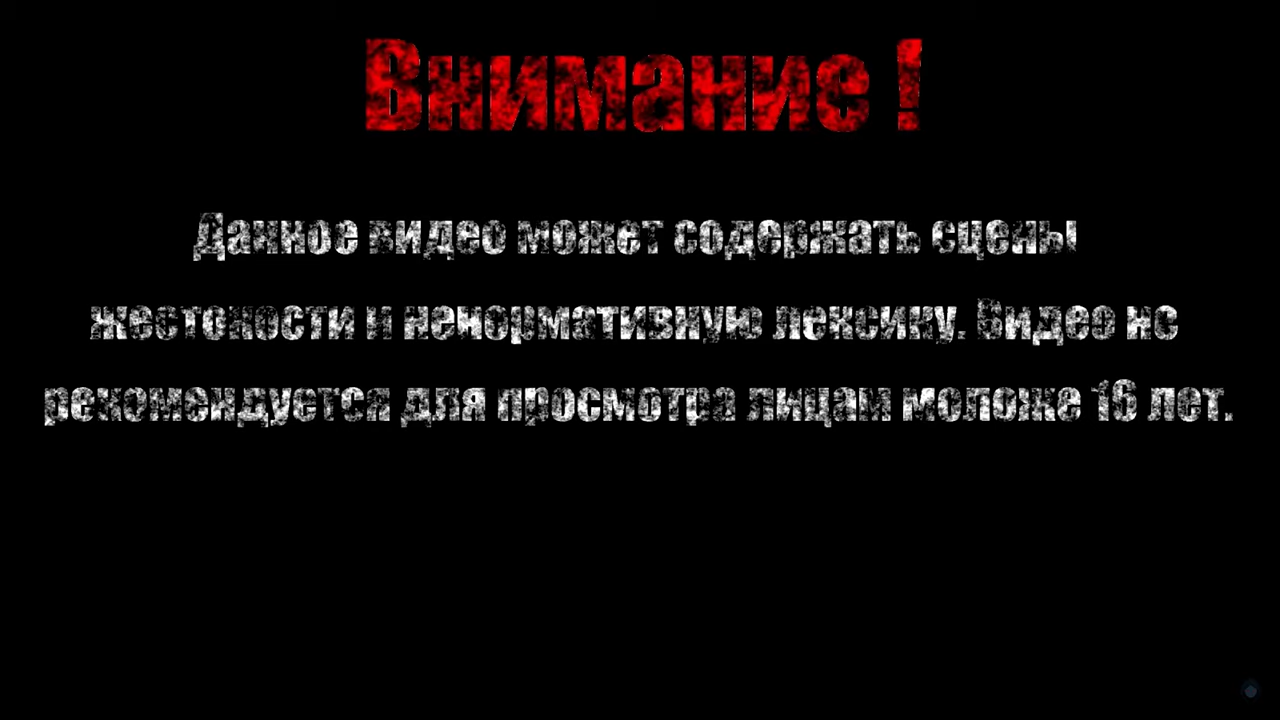 Внимание !
Данное видео может содержать сцены
жестокости и ненормативную лексику. Видео не
рекомендуется для просмотра лицам моложе 16 лет.